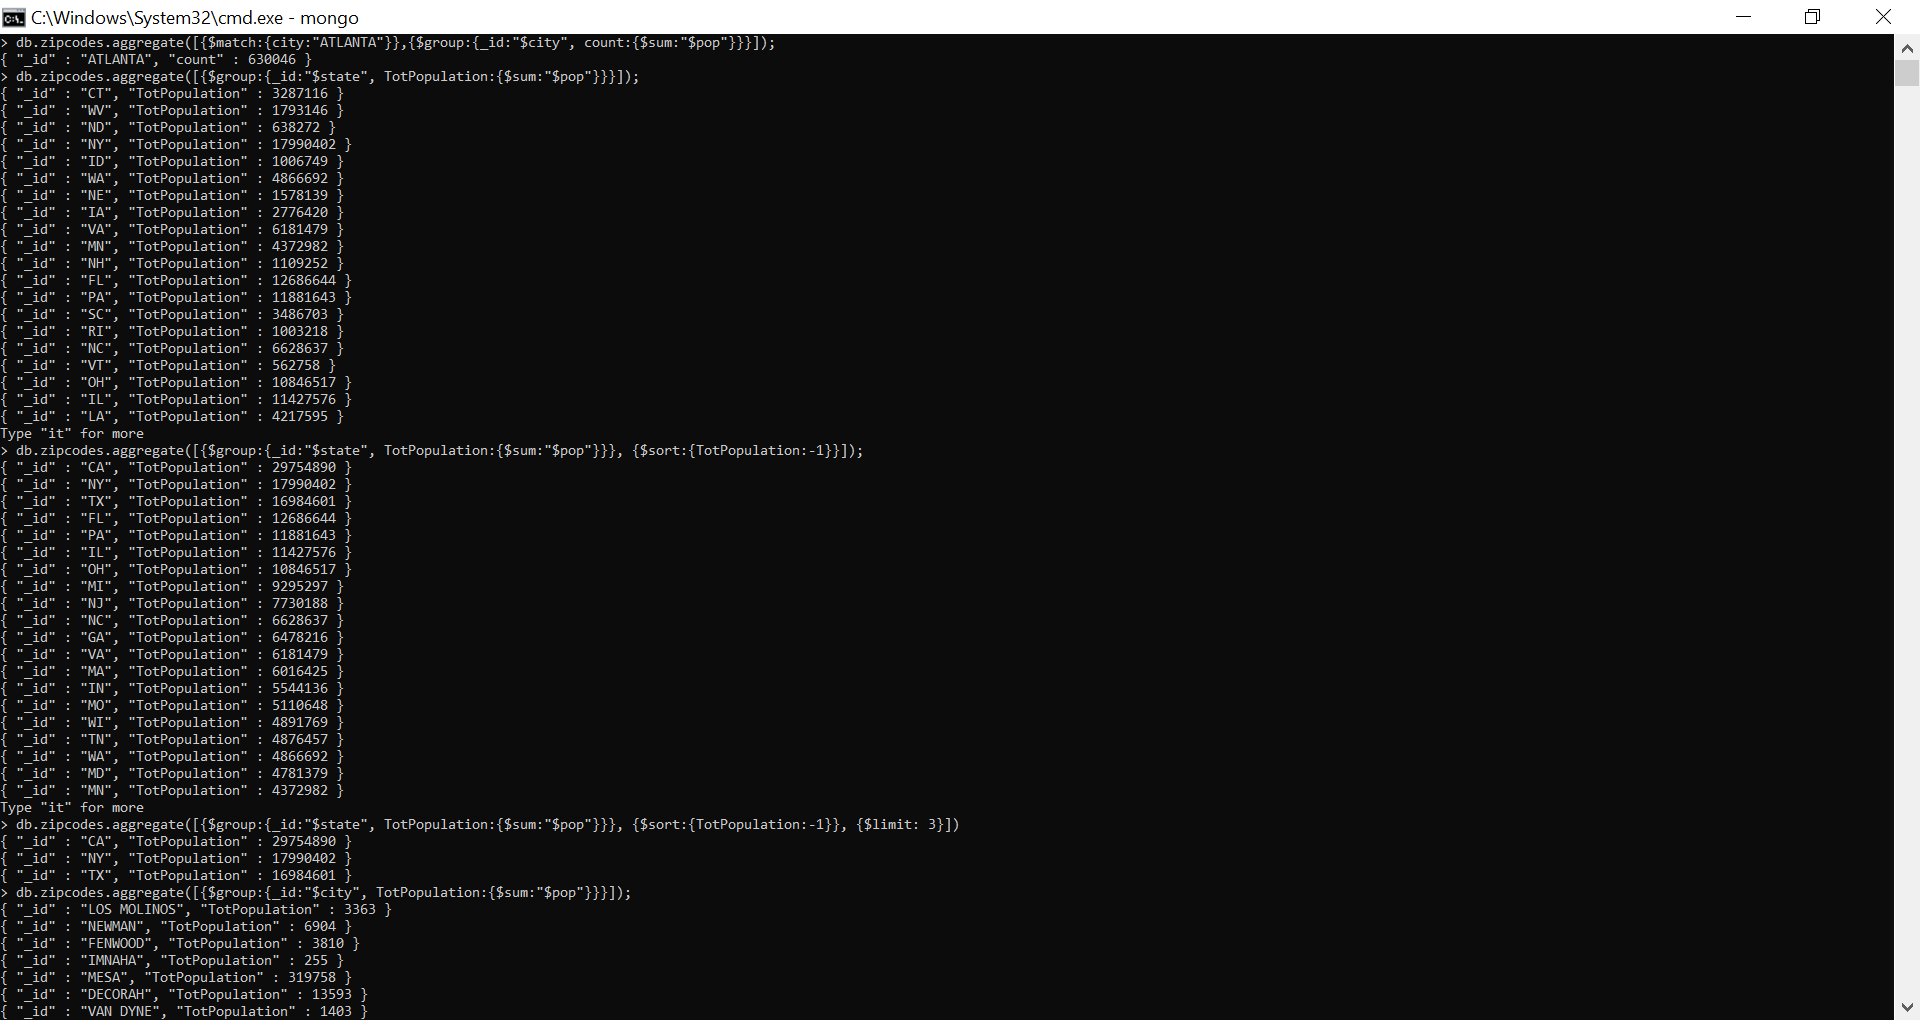 C:\Windows\System32\cmd.exe - mongo
> db.zipcodes.aggregate([{$match:{city:"ATLANTA"}},{$group:{_id:"$city", count:{$sum:"$pop"}}}]);
{ "_id" : "ATLANTA", "count" : 630046 }
> db.zipcodes.aggregate([{$group:{_id:"$state", TotPopulation:{$sum:"$pop"}}}]);
{ "_id" : "CT", "TotPopulation" : 3287116 }
{ "_id" : "WV", "TotPopulation" : 1793146 }
{ "_id" : "ND", "TotPopulation" : 638272 }
{ "_id" : "NY", "TotPopulation" : 17990402 }
{ "_id" : "ID", "TotPopulation" : 1006749 }
{ "_id" : "WA", "TotPopulation" : 4866692 }
{ "_id" : "NE", "TotPopulation" : 1578139 }
{ "_id" : "IA", "TotPopulation" : 2776420 }
{ "_id" : "VA", "TotPopulation" : 6181479 }
{ "_id" : "MN", "TotPopulation" : 4372982 }
{ "_id" : "NH", "TotPopulation" : 1109252 }
{ "_id" : "FL", "TotPopulation" : 12686644 }
{ "_id" : "PA", "TotPopulation" : 11881643 }
{ "_id" : "SC", "TotPopulation" : 3486703 }
{ "_id" : "RI", "TotPopulation" : 1003218 }
{ "_id" : "NC", "TotPopulation" : 6628637 }
{ "_id" : "VT", "TotPopulation" : 562758 }
{ "_id" : "OH", "TotPopulation" : 10846517 }
{ "_id" : "IL", "TotPopulation" : 11427576 }
{ "_id" : "LA", "TotPopulation" : 4217595 }
Type "it" for more
> db.zipcodes.aggregate([{$group:{_id:"$state", TotPopulation:{$sum:"$pop"}}}, {$sort:{TotPopulation:-1}}]);
{ "_id" : "CA", "TotPopulation" : 29754890 }
{ "_id" : "NY", "TotPopulation" : 17990402 }
{ "_id" : "TX", "TotPopulation" : 16984601 }
{ "_id" : "FL", "TotPopulation" : 12686644 }
{ "_id" : "PA", "TotPopulation" : 11881643 }
{ "_id" : "IL", "TotPopulation" : 11427576 }
{ "_id" : "OH", "TotPopulation" : 10846517 }
{ "_id" : "MI", "TotPopulation" : 9295297 }
{ "_id" : "NJ", "TotPopulation" : 7730188 }
{ "_id" : "NC", "TotPopulation" : 6628637 }
{ "_id" : "GA", "TotPopulation" : 6478216 }
{ "_id" : "VA", "TotPopulation" : 6181479 }
{ "_id" : "MA", "TotPopulation" : 6016425 }
{ "_id" : "IN", "TotPopulation" : 5544136 }
{ "_id" : "MO", "TotPopulation" : 5110648 }
{ "_id" : "WI", "TotPopulation" : 4891769 }
{ "_id" : "TN", "TotPopulation" : 4876457 }
{ "_id" : "WA", "TotPopulation" : 4866692 }
{ "_id" : "MD", "TotPopulation" : 4781379 }
{ "_id" : "MN", "TotPopulation" : 4372982 }
Type "it" for more
> db.zipcodes.aggregate([{$group:{_id:"$state", TotPopulation:{$sum:"$pop"}}}, {$sort:{TotPopulation:-1}}, {$limit: 3}])
{ "_id" : "CA", "TotPopulation" : 29754890 }
{ "_id" : "NY", "TotPopulation" : 17990402 }
{ "_id" : "TX", "TotPopulation" : 16984601 }
> db.zipcodes.aggregate([{$group:{_id:"$city", TotPopulation:{$sum:"$pop"}}}]);
{ "_id" : "LOS MOLINOS", "TotPopulation" : 3363 }
{ "_id" : "NEWMAN", "TotPopulation" : 6904 }
{ "_id" : "FENWOOD", "TotPopulation" : 3810 }
{ "_id" : "IMNAHA", "TotPopulation" : 255 }
{ "_id" : "MESA", "TotPopulation" : 319758 }
{ "_id" : "DECORAH", "TotPopulation" : 13593 }
{ "_id" : "VAN DYNE", "TotPopulation" : 1403 }